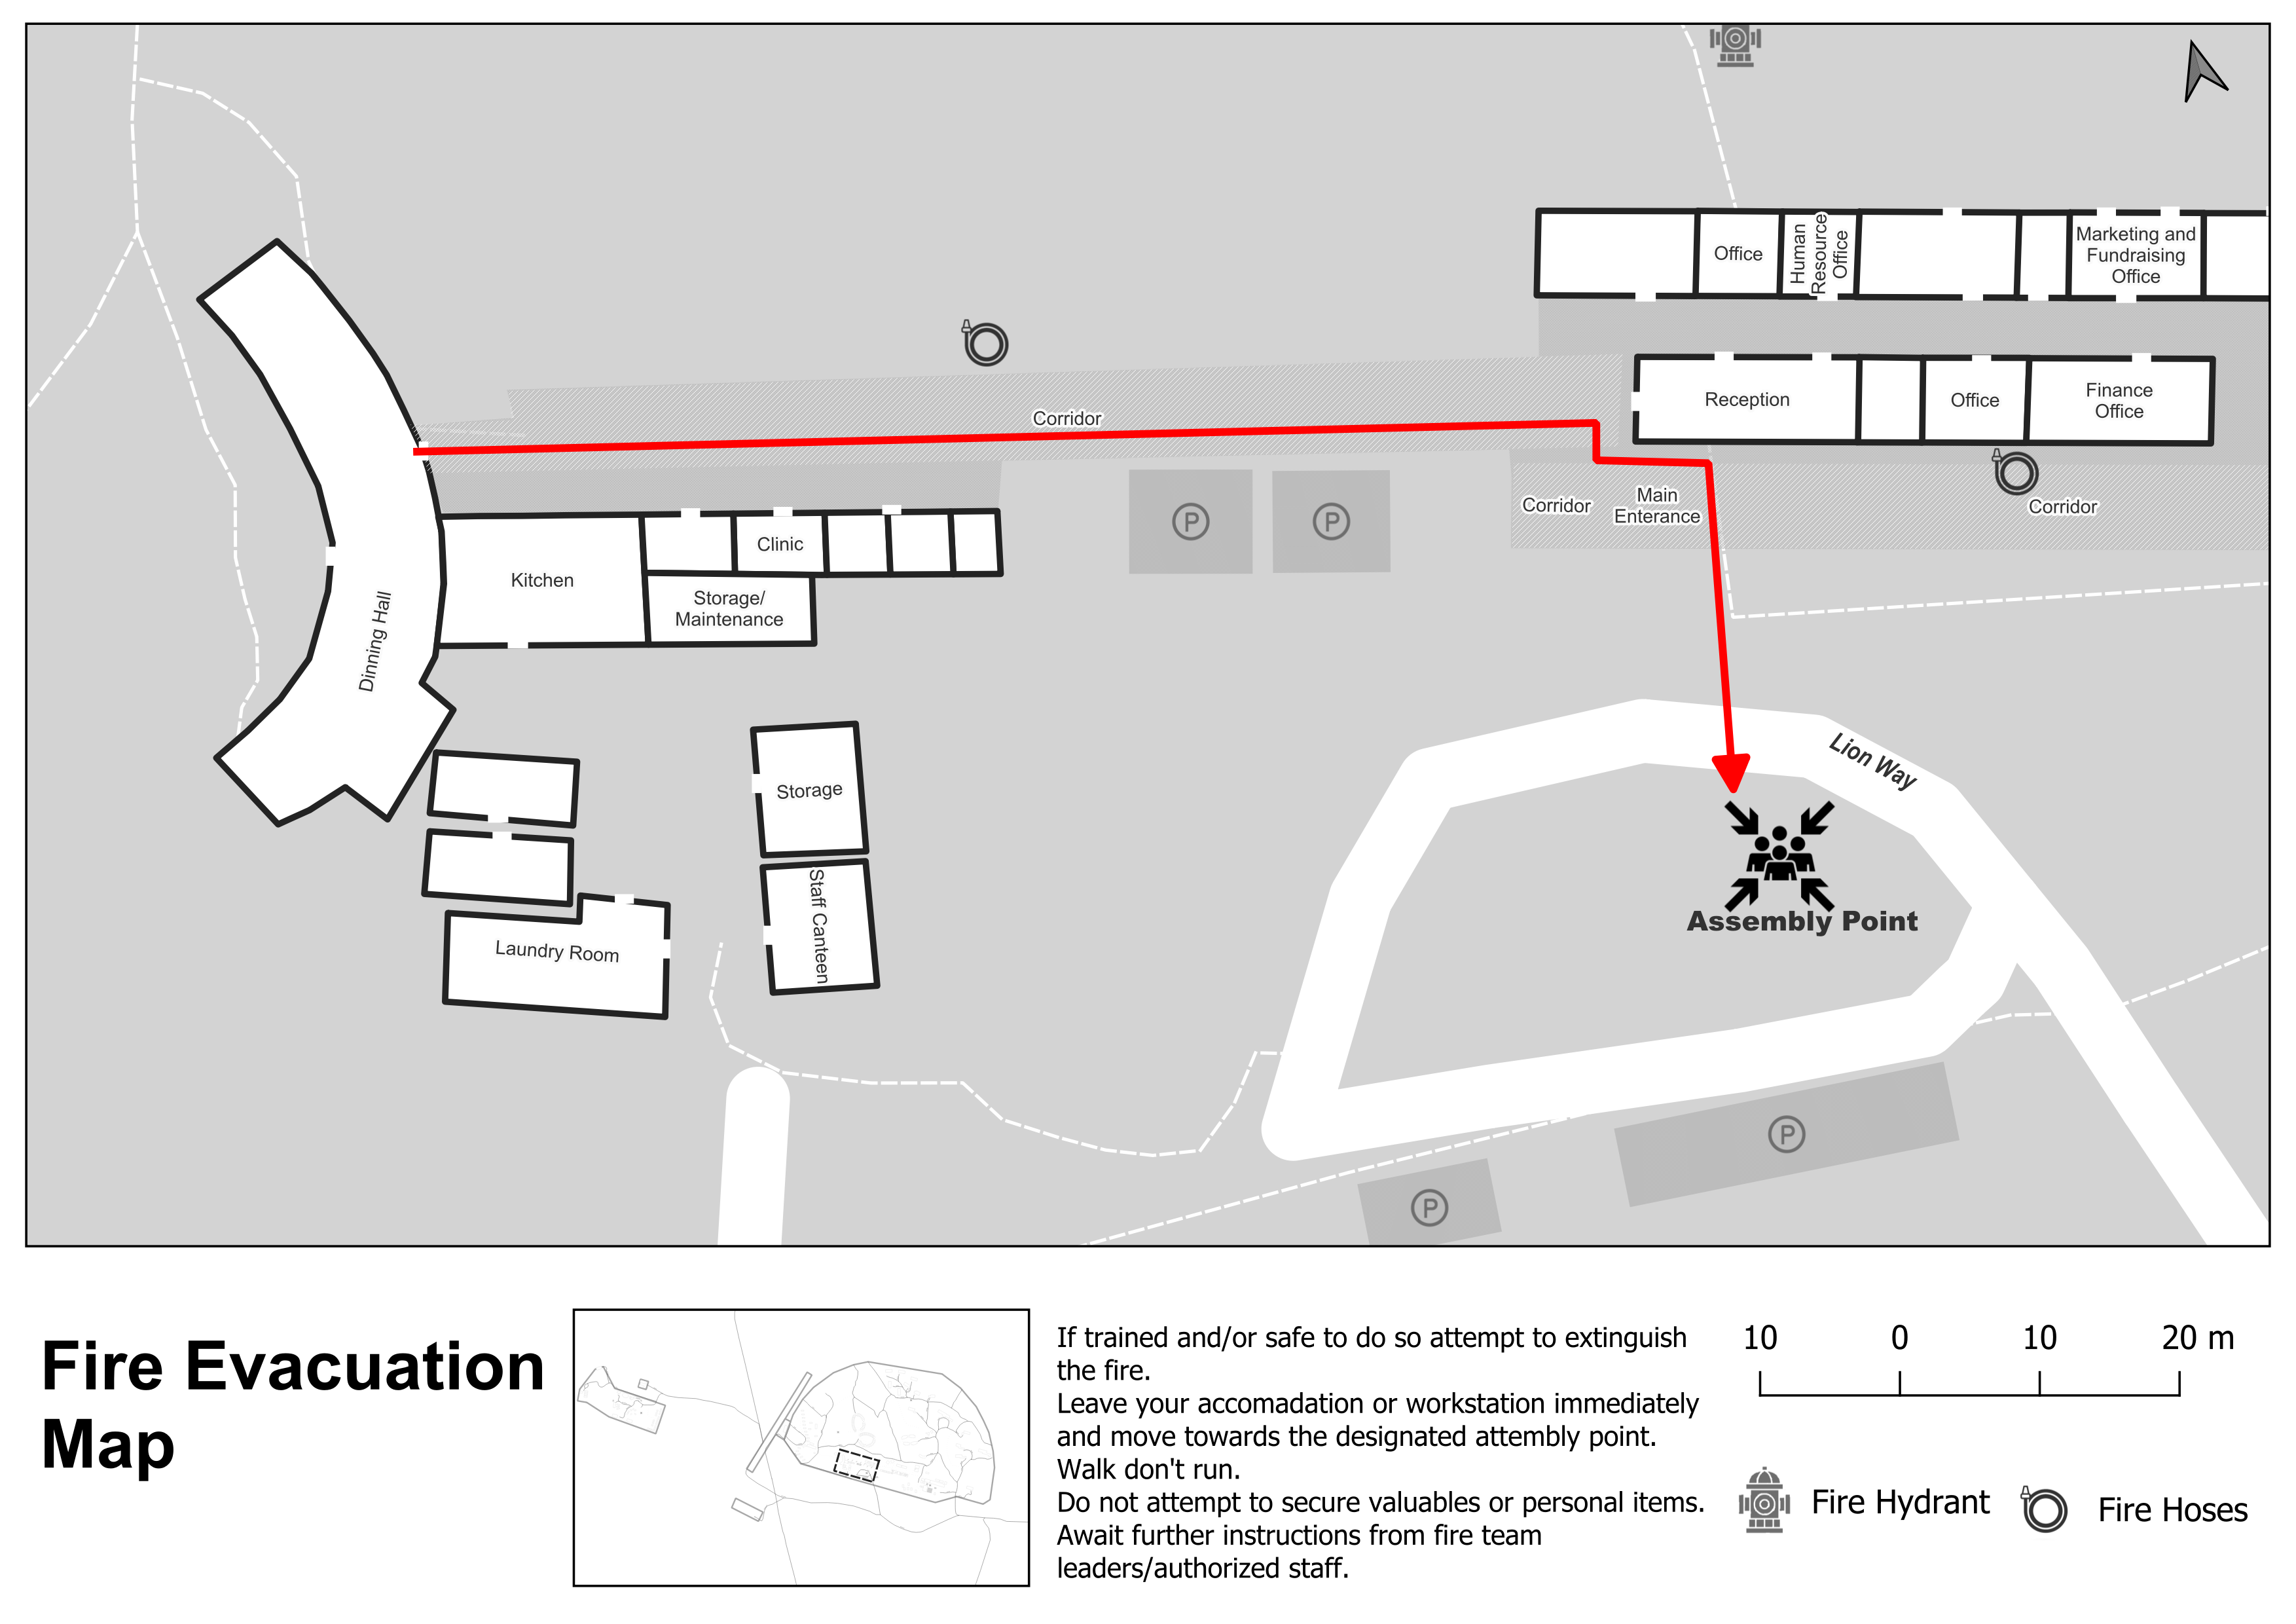 Office
Human
Resource
Office
Marketing and
Fundraising
Office
Reception
Office
Finance
Office
Corridor
Corridor
Main
Enterance
Corridor
P
P
Clinic
Kitchen
Storage/
Maintenance
Dinning Hall
Storage
Staff Canteen
Laundry Room
Lion Way
Assembly Point
P
P
Fire Evacuation
Map
If trained and/or safe to do so attempt to extinguish
the fire.
Leave your accomadation or workstation immediately
and move towards the designated attembly point.
Walk don't run.
Do not attempt to secure valuables or personal items.
Await further instructions from fire team
leaders/authorized staff.
10 0 10 20 m
Fire Hydrant
Fire Hoses